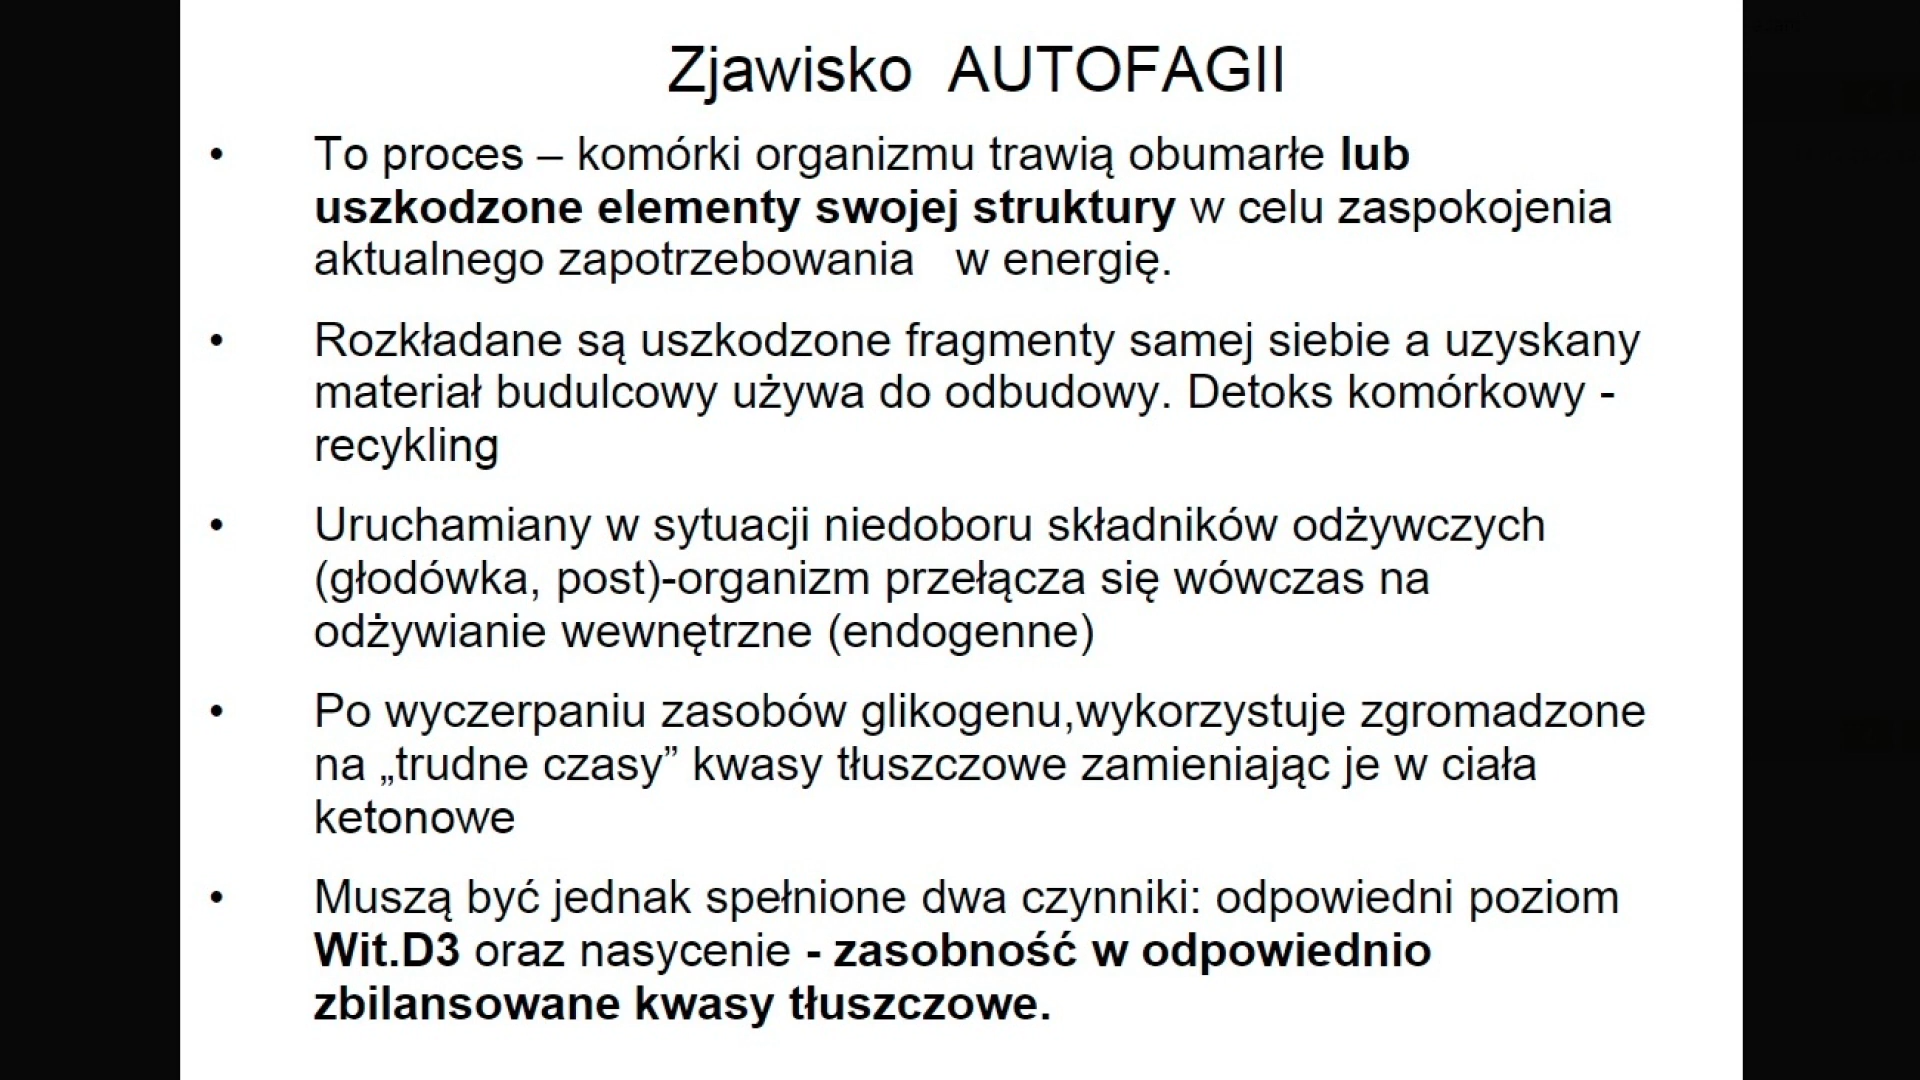 Zjawisko AUTOFAGII
• To proces – komórki organizmu trawią obumarłe lub
uszkodzone elementy swojej struktury w celu zaspokojenia
aktualnego zapotrzebowania w energię.
• Rozkładane są uszkodzone fragmenty samej siebie a uzyskany
materiał budulcowy używa do odbudowy. Detoks komórkowy -
recykling
• Uruchamiany w sytuacji niedoboru składników odżywczych
(głodówka, post)-organizm przełącza się wówczas na
odżywianie wewnętrzne (endogenne)
• Po wyczerpaniu zasobów glikogenu,wykorzystuje zgromadzone
na „trudne czasy” kwasy tłuszczowe zamieniając je w ciała
ketonowe
• Muszą być jednak spełnione dwa czynniki: odpowiedni poziom
Wit.D3 oraz nasycenie - zasobność w odpowiednio
zbilansowane kwasy tłuszczowe.